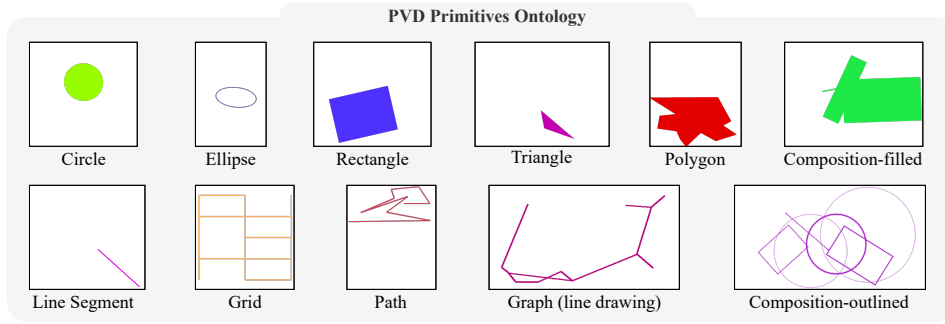 PVD Primitives Ontology
Circle
Ellipse
Rectangle
Triangle
Polygon
Composition-filled
Line Segment
Grid
Path
Graph (line drawing)
Composition-outlined